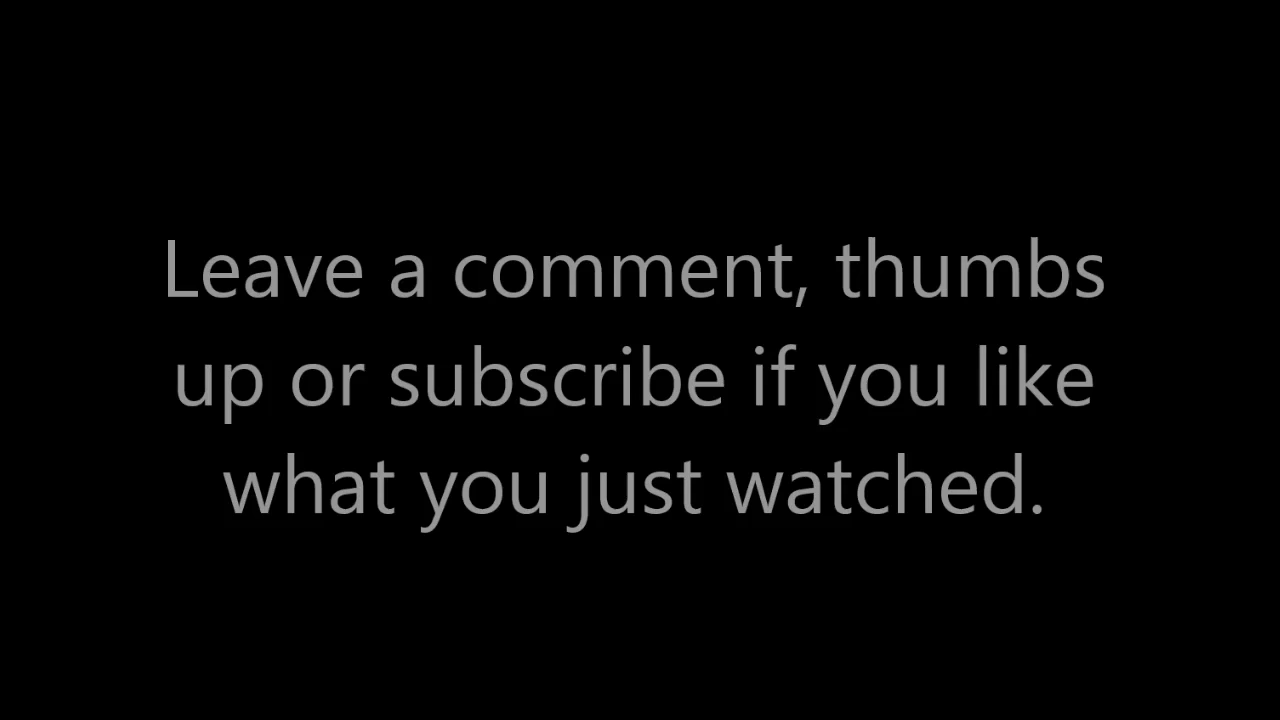 Leave a comment, thumbs
up or subscribe if you like
what you just watched.